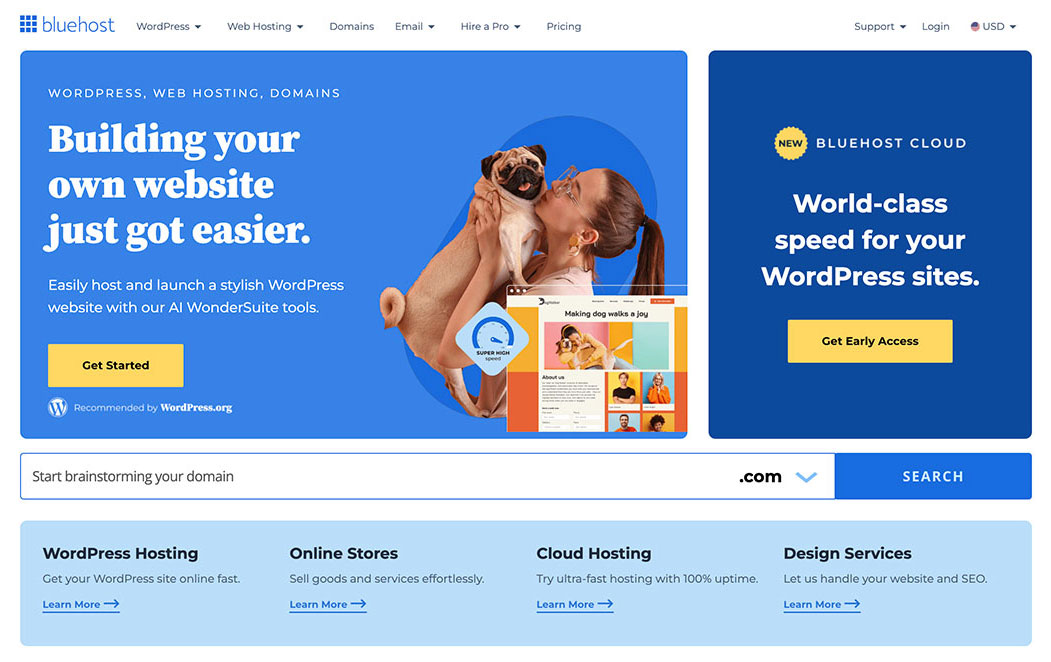 bluehost
WordPress
Web Hosting
Domains
Email
Hire a Pro
Pricing
Support
Login
USD
WORDPRESS, WEB HOSTING, DOMAINS
Building your
own website
just got easier.
Easily host and launch a stylish WordPress
website with our AI WonderSuite tools.
Get Started
Recommended by WordPress.org
SUPER HIGH
speed
Making dog walks a joy
About us
NEW
BLUEHOST CLOUD
World-class
speed for your
WordPress sites.
Get Early Access
Start brainstorming your domain
.com
SEARCH
WordPress Hosting
Get your WordPress site online fast.
Learn More
Online Stores
Sell goods and services effortlessly.
Learn More
Cloud Hosting
Try ultra-fast hosting with 100% uptime.
Learn More
Design Services
Let us handle your website and SEO.
Learn More